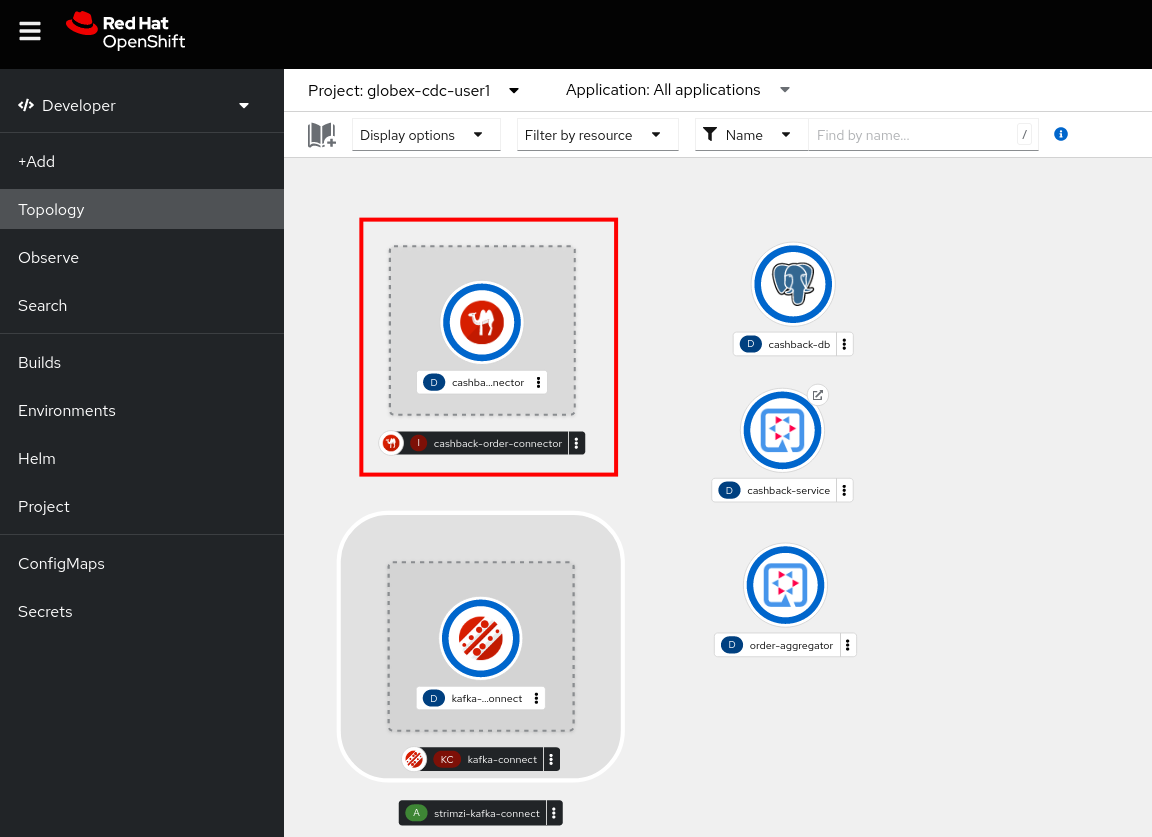 Red Hat
OpenShift
Developer
+Add
Topology
Observe
Search
Builds
Environments
Helm
Project
ConfigMaps
Secrets
Project: globex-cdc-user1
Application: All applications
Display options
Filter by resource
Name
Find by name...
/
i
D cashba...nector
I cashback-order-connector
D kafka-...onnect
KC kafka-connect
A strimzi-kafka-connect
D cashback-db
D cashback-service
D order-aggregator